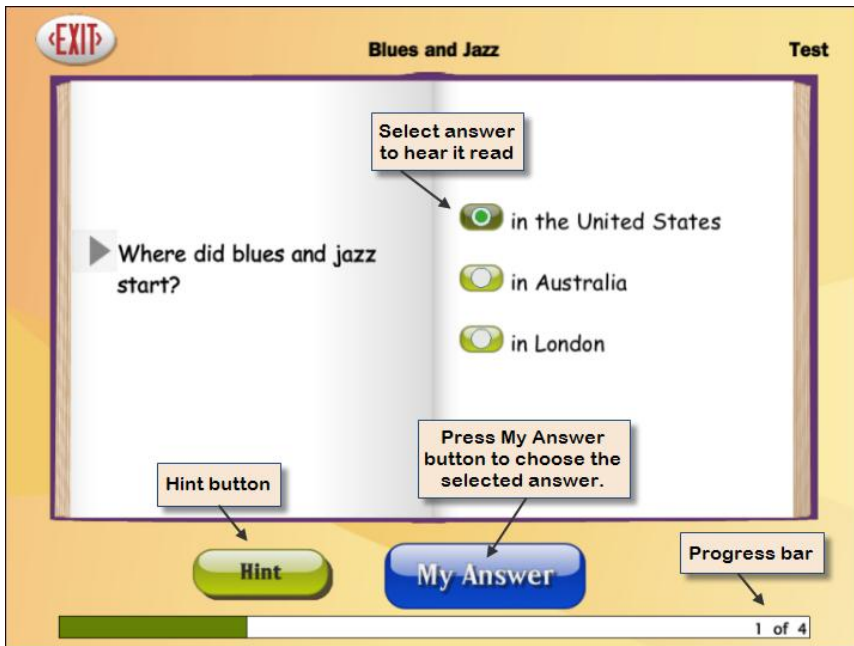 <EXIT>
Blues and Jazz
Test
Select answer
to hear it read
Where did blues and jazz
start?
in the United States
in Australia
in London
Press My Answer
button to choose the
selected answer.
Hint button
Hint
My Answer
Progress bar
1 of 4